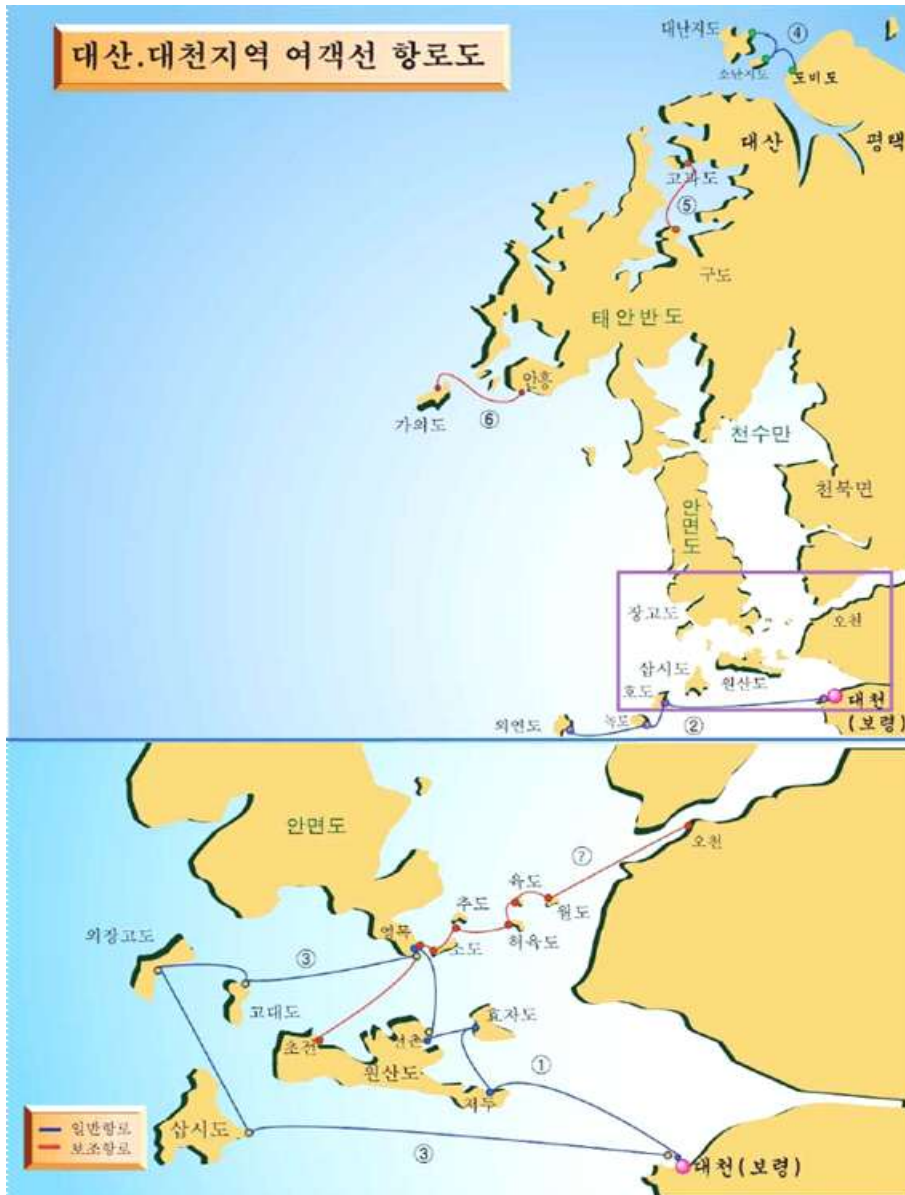 대산.대천지역 여객선 항로도
대난지도
④
소난지도
도비도
대산
평택
고파도
⑤
구도
태안반도
안흥
가의도
⑥
천수만
천북면
안면도
장고도
오천
삽시도
원산도
호도
대천
(보령)
외연도
녹도
②
안면도
오천
⑦
육도
월도
추도
허육도
영목
소도
외장고도
③
고대도
효자도
초전
선촌
원산도
①
저두
삽시도
③
대천(보령)
일반항로
보조항로